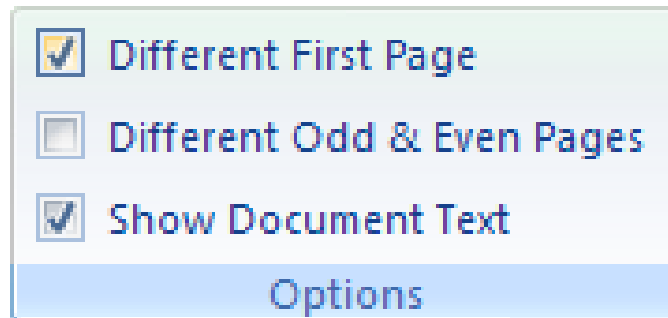 Different First Page
Different Odd & Even Pages
Show Document Text
Options